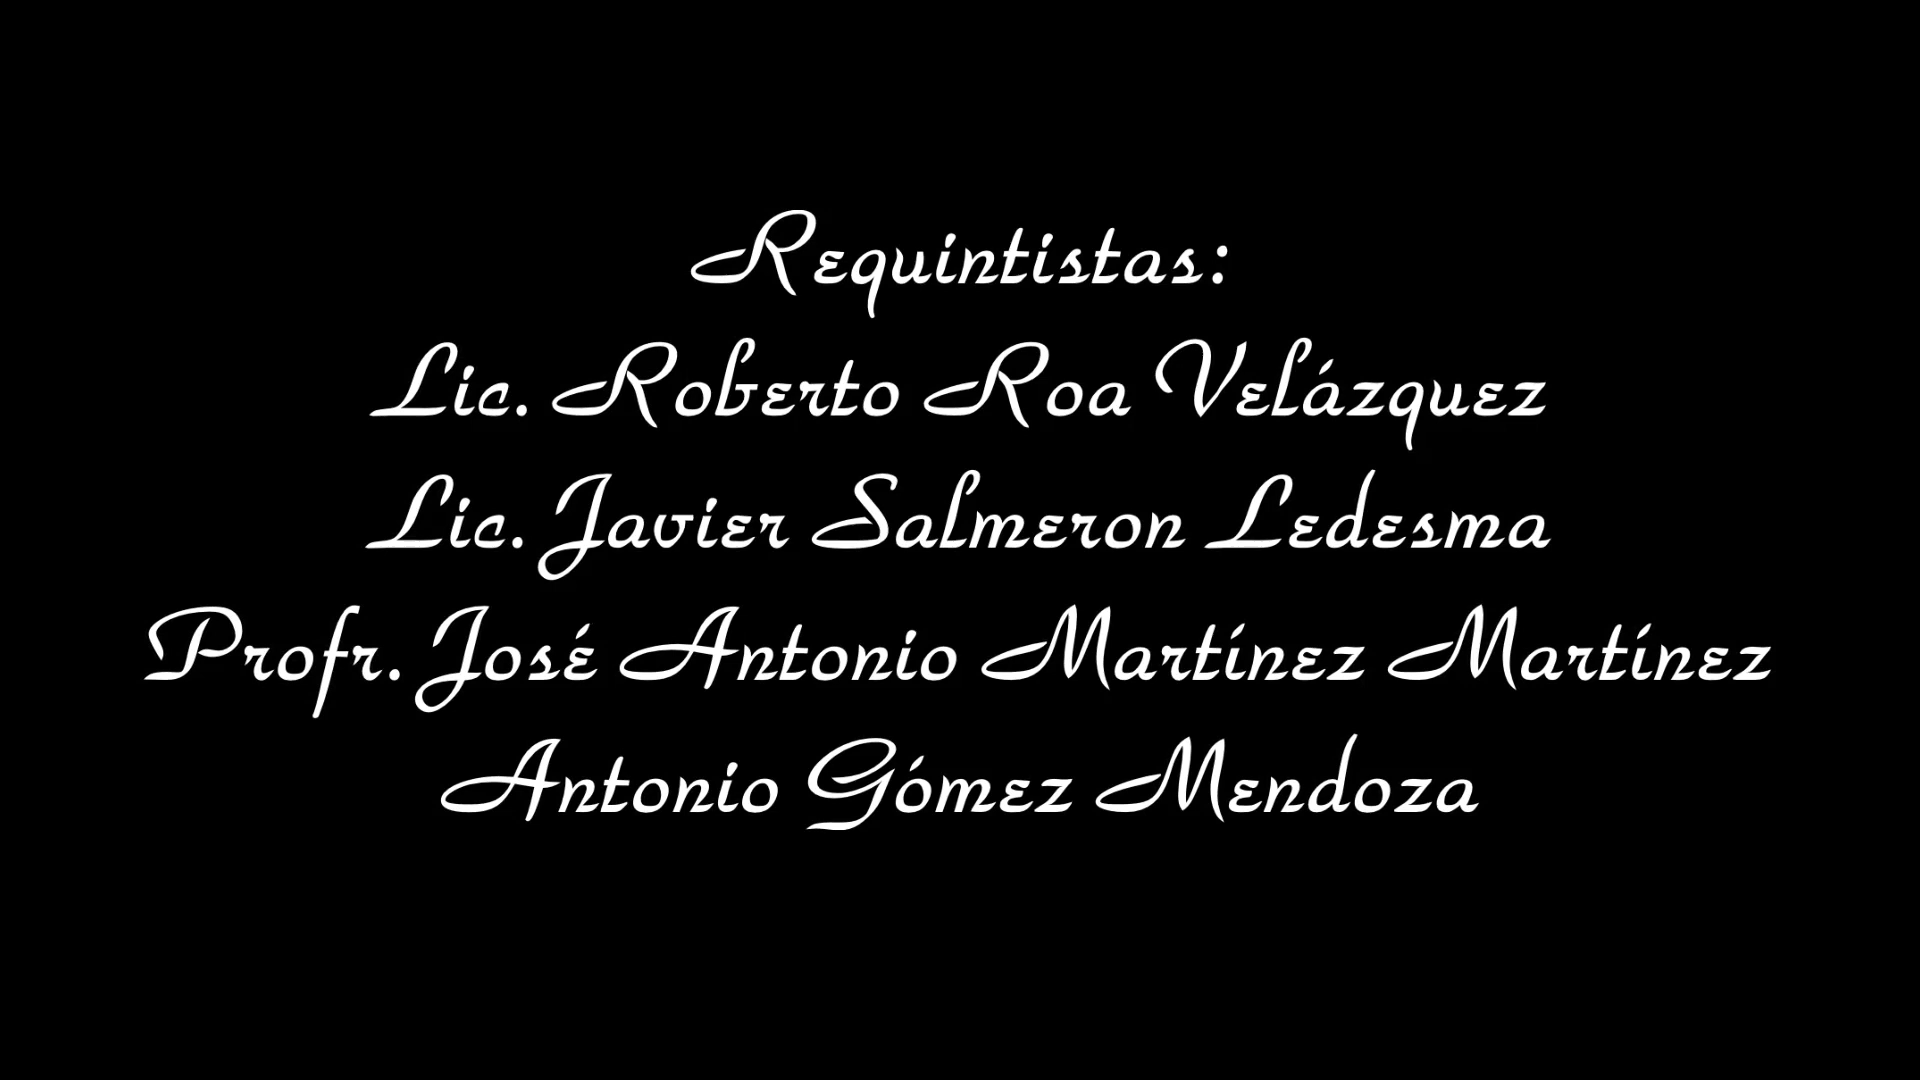 Requintistas:
Lic. Roberto Roa Velázquez
Lic. Javier Salmeron Ledesma
Profr. José Antonio Martínez Martínez
Antonio Gómez Mendoza